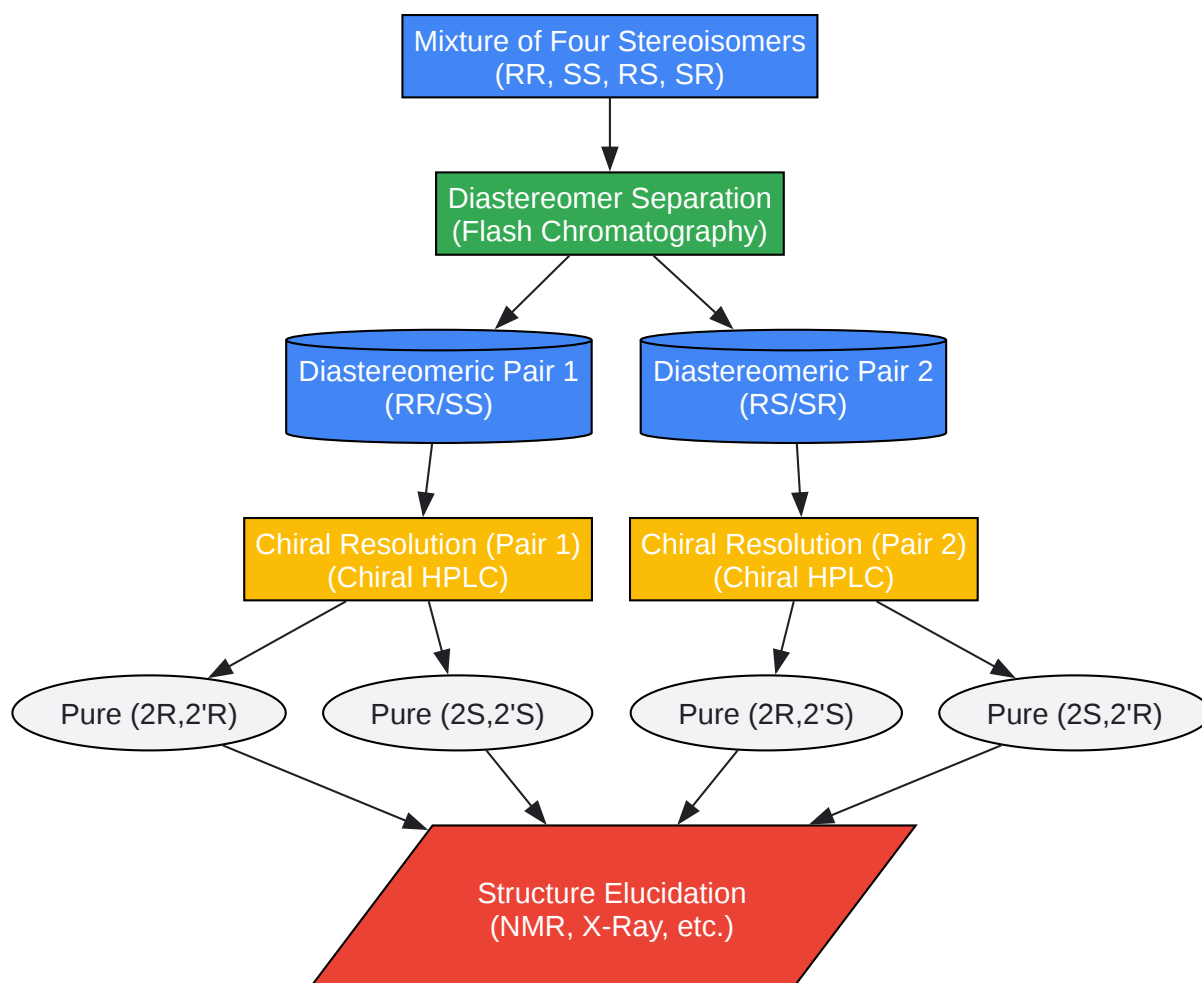 Mixture of Four Stereoisomers
(RR, SS, RS, SR)
Diastereomer Separation
(Flash Chromatography)
Diastereomeric Pair 1
(RR/SS)
Diastereomeric Pair 2
(RS/SR)
Chiral Resolution (Pair 1)
(Chiral HPLC)
Chiral Resolution (Pair 2)
(Chiral HPLC)
Pure (2R,2'R)
Pure (2S,2'S)
Pure (2R,2'S)
Pure (2S,2'R)
Structure Elucidation
(NMR, X-Ray, etc.)